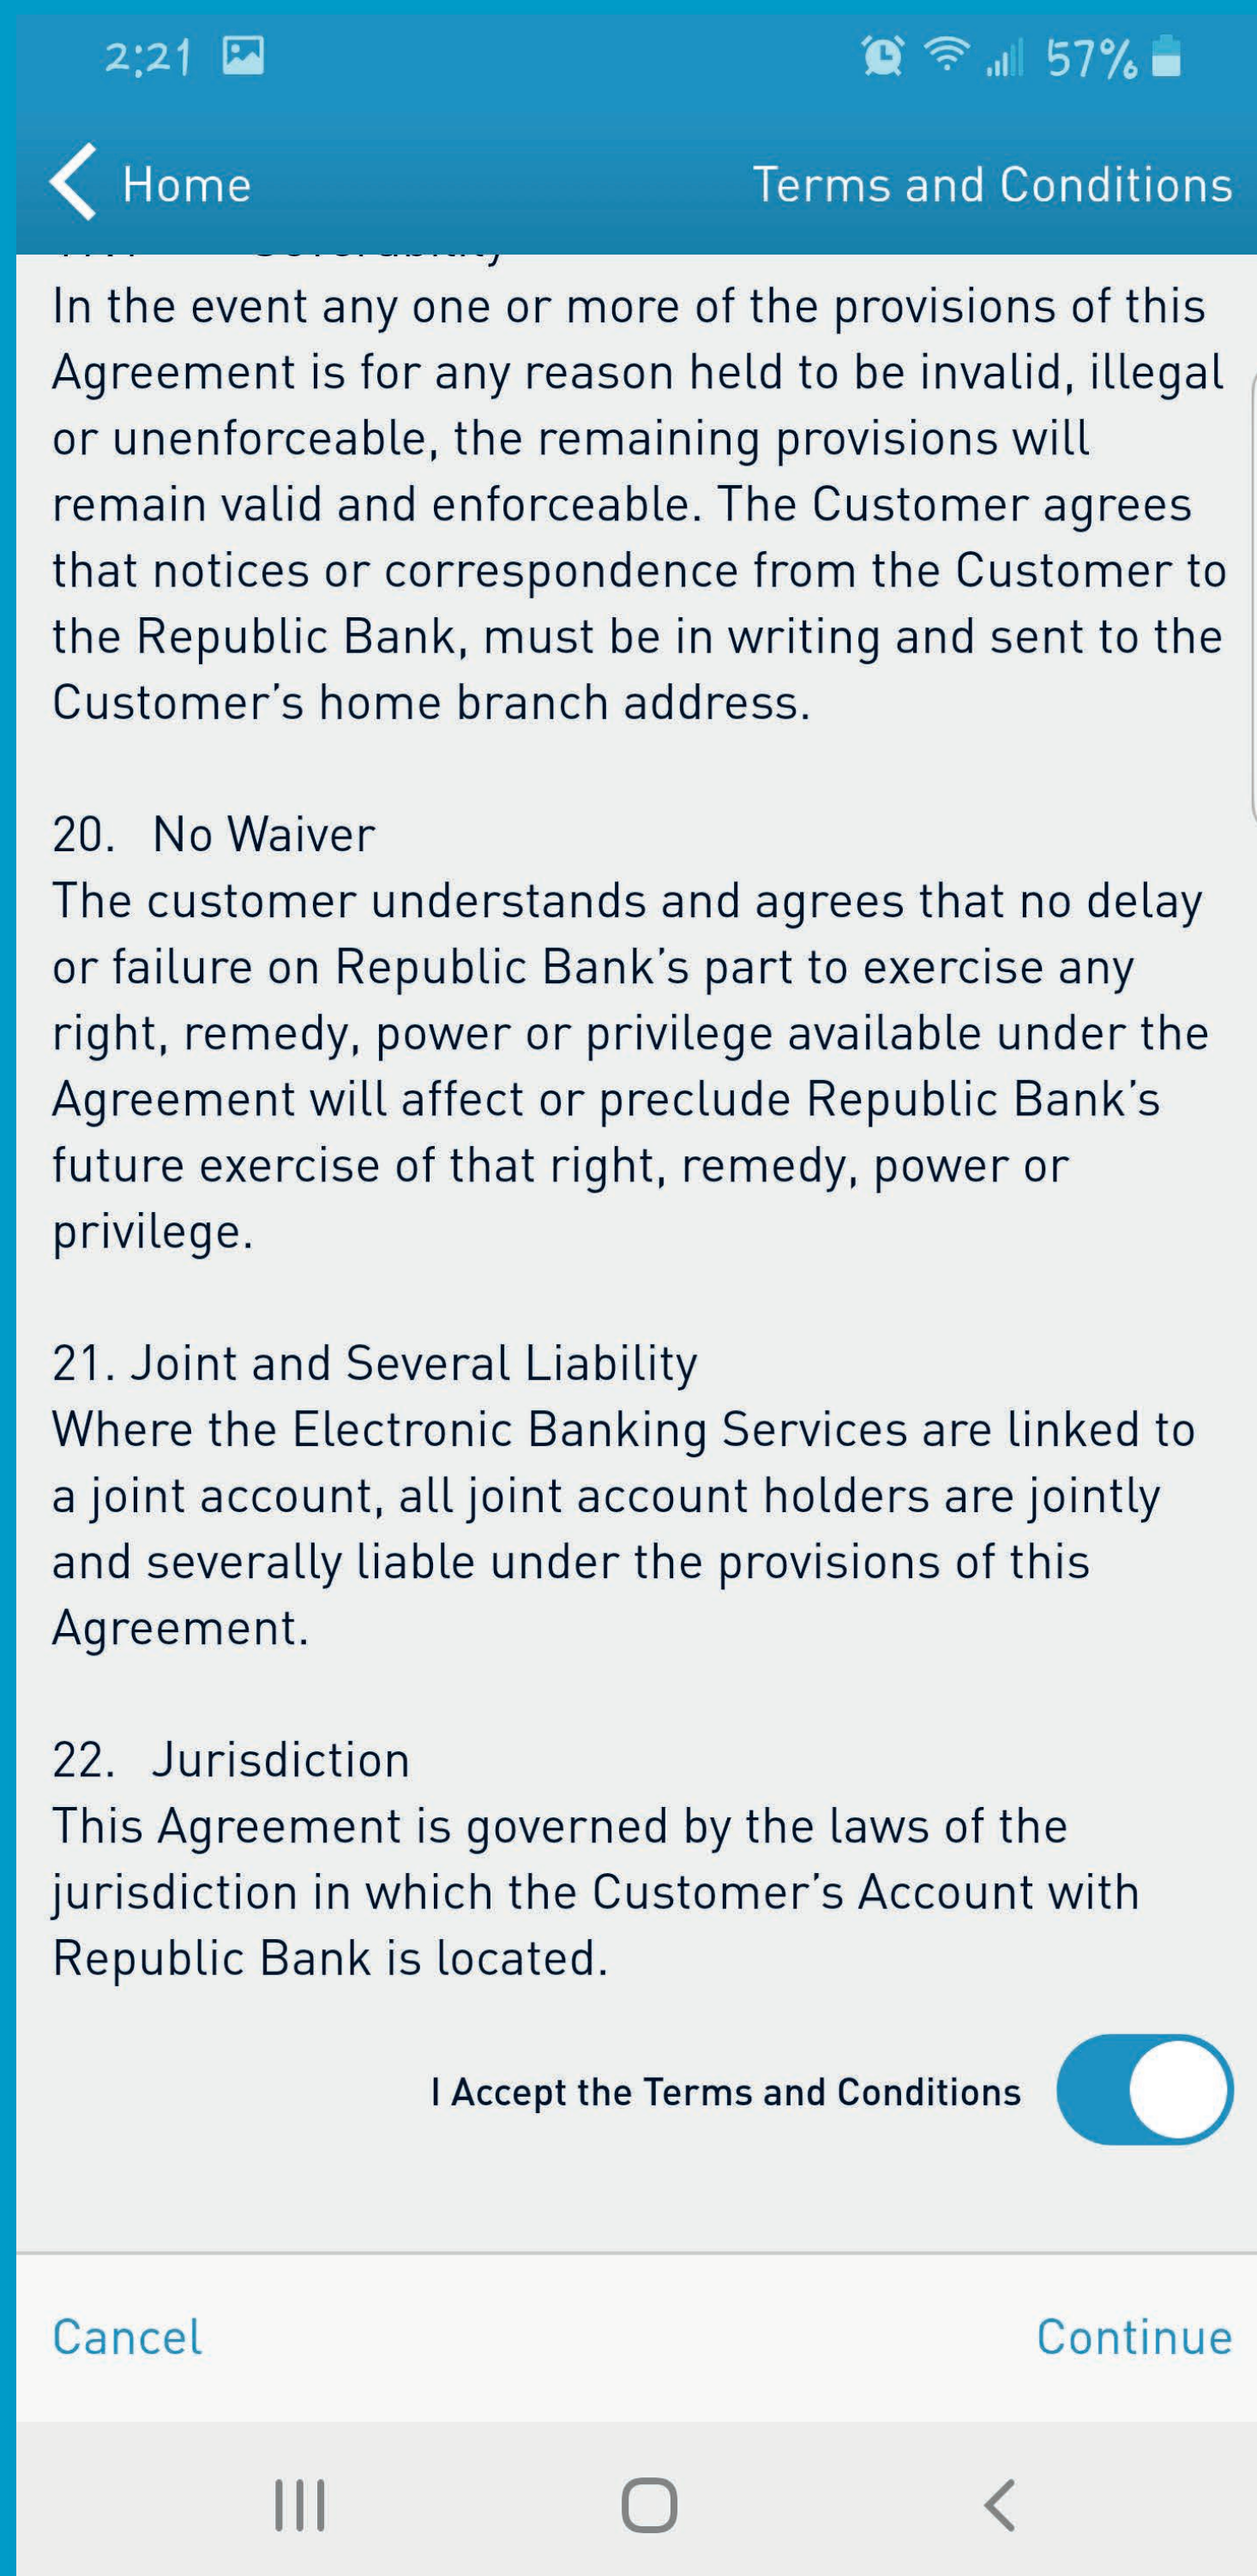 2:21 57%
Home Terms and Conditions
In the event any one or more of the provisions of this
Agreement is for any reason held to be invalid, illegal
or unenforceable, the remaining provisions will
remain valid and enforceable. The Customer agrees
that notices or correspondence from the Customer to
the Republic Bank, must be in writing and sent to the
Customer's home branch address.
20. No Waiver
The customer understands and agrees that no delay
or failure on Republic Bank's part to exercise any
right, remedy, power or privilege available under the
Agreement will affect or preclude Republic Bank's
future exercise of that right, remedy, power or
privilege.
21. Joint and Several Liability
Where the Electronic Banking Services are linked to
a joint account, all joint account holders are jointly
and severally liable under the provisions of this
Agreement.
22. Jurisdiction
This Agreement is governed by the laws of the
jurisdiction in which the Customer's Account with
Republic Bank is located.
I Accept the Terms and Conditions
Cancel Continue